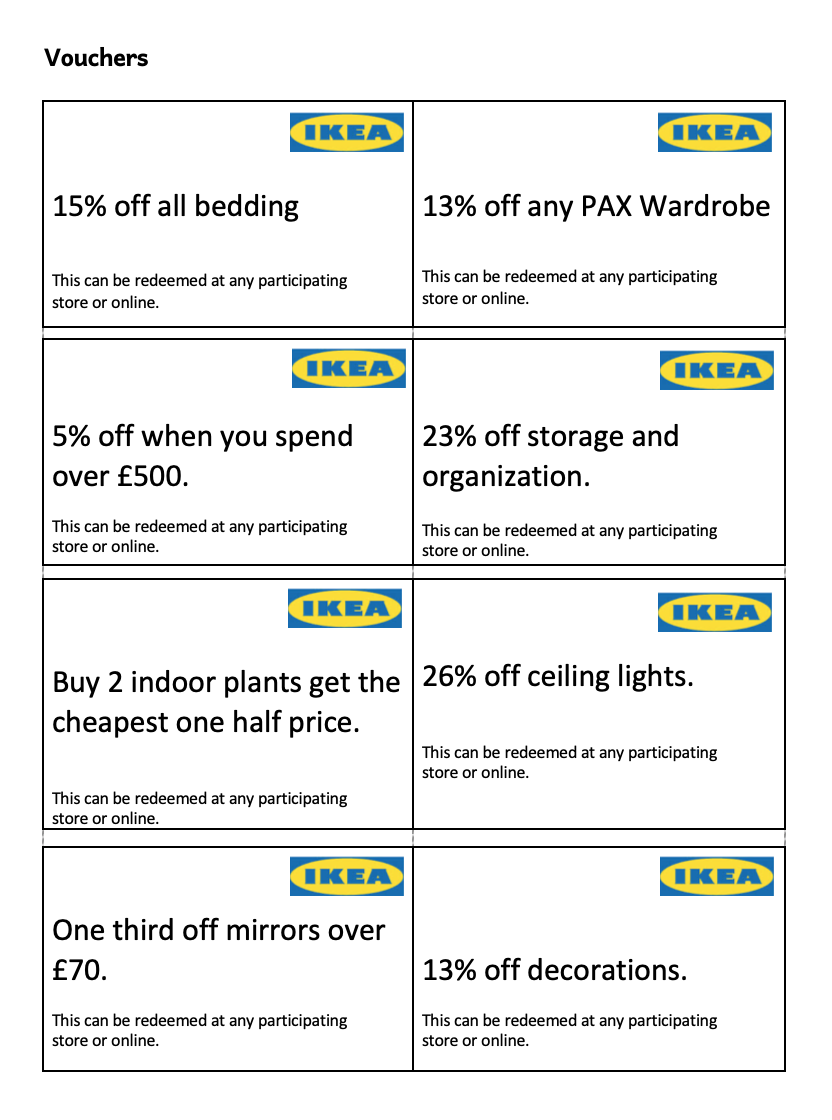 Vouchers
IKEA
15% off all bedding
This can be redeemed at any participating
store or online.
IKEA
13% off any PAX Wardrobe
This can be redeemed at any participating
store or online.
IKEA
5% off when you spend
over £500.
This can be redeemed at any participating
store or online.
IKEA
23% off storage and
organization.
This can be redeemed at any participating
store or online.
IKEA
Buy 2 indoor plants get the
cheapest one half price.
This can be redeemed at any participating
store or online.
IKEA
26% off ceiling lights.
This can be redeemed at any participating
store or online.
IKEA
One third off mirrors over
£70.
This can be redeemed at any participating
store or online.
IKEA
13% off decorations.
This can be redeemed at any participating
store or online.